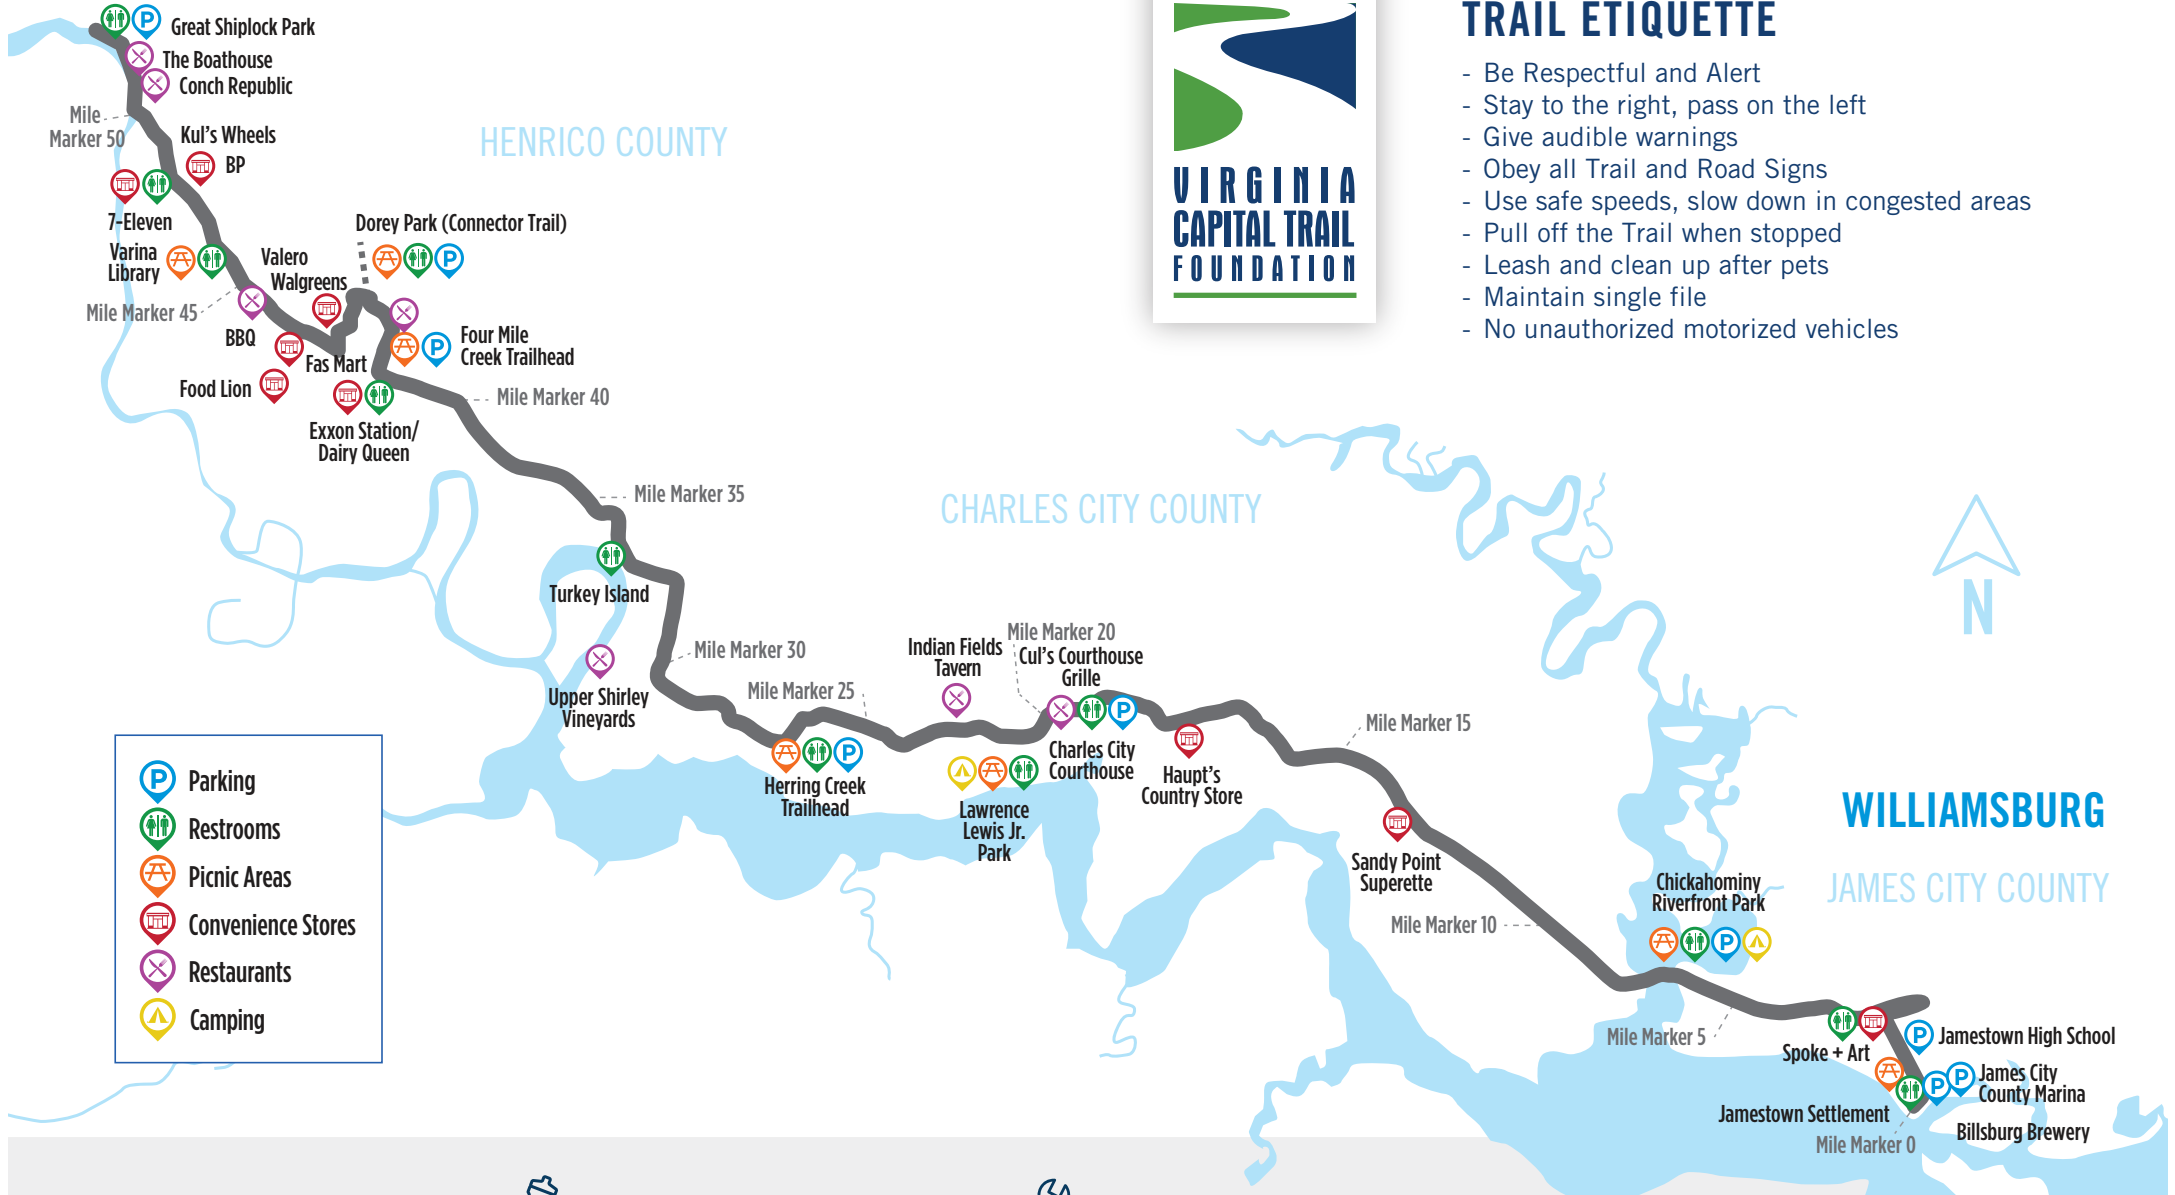 Great Shiplock Park
The Boathouse
Conch Republic
Mile
Marker 50
Kul's Wheels
BP
7-Eleven
Varina
Library
Mile Marker 45
Valero
Walgreens
Dorey Park (Connector Trail)
BBQ
Fas Mart
Food Lion
Four Mile
Creek Trailhead
Exxon Station/
Dairy Queen
Mile Marker 40
HENRICO COUNTY
VIRGINIA
CAPITAL TRAIL
FOUNDATION
TRAIL ETIQUETTE
- Be Respectful and Alert
- Stay to the right, pass on the left
- Give audible warnings
- Obey all Trail and Road Signs
- Use safe speeds, slow down in congested areas
- Pull off the Trail when stopped
- Leash and clean up after pets
- Maintain single file
- No unauthorized motorized vehicles
Mile Marker 35
CHARLES CITY COUNTY
N
Turkey Island
Mile Marker 30
Upper Shirley
Vineyards
Mile Marker 25
Herring Creek
Trailhead
Indian Fields
Tavern
Mile Marker 20
Cul's Courthouse
Grille
Charles City
Courthouse
Lawrence
Lewis Jr.
Park
Haupt's
Country Store
Mile Marker 15
Sandy Point
Superette
Mile Marker 10
WILLIAMSBURG
JAMES CITY COUNTY
Chickahominy
Riverfront Park
Mile Marker 5
Spoke + Art
Jamestown High School
James City
County Marina
Jamestown Settlement
Mile Marker 0
Billsburg Brewery
P Parking
Restrooms
Picnic Areas
Convenience Stores
Restaurants
Camping